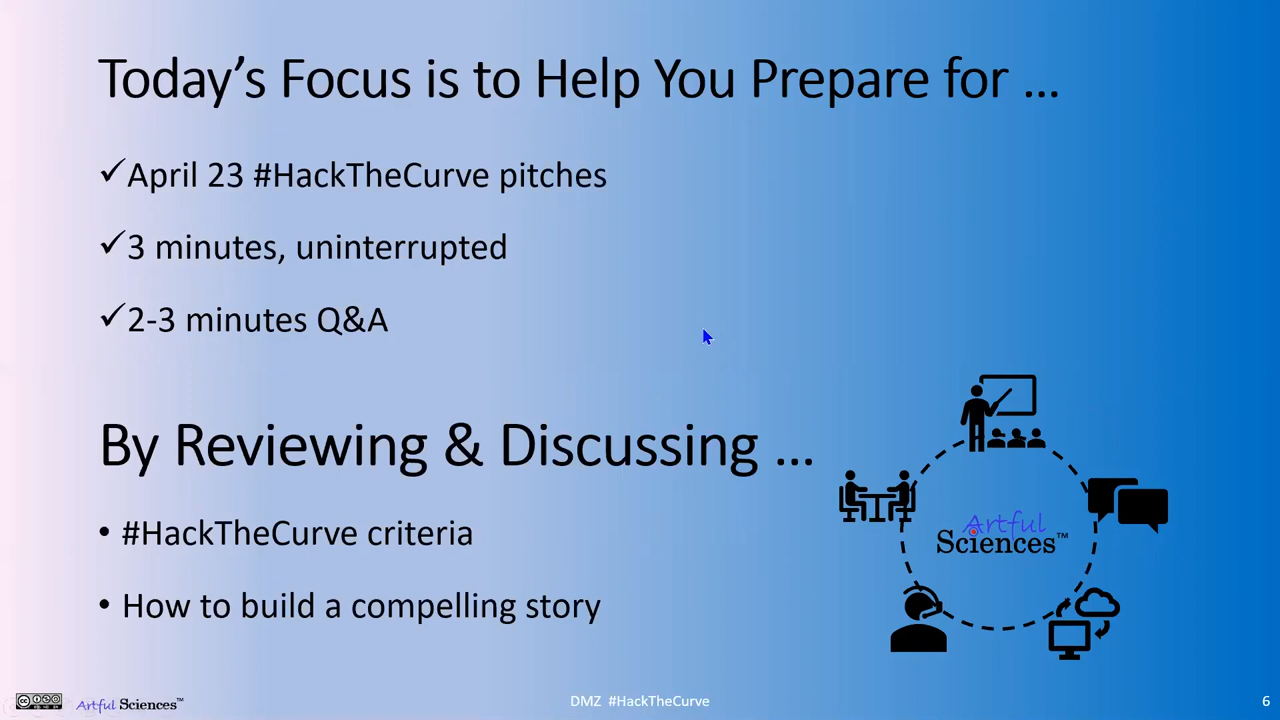 Today’s Focus is to Help You Prepare for …
✓April 23 #HackTheCurve pitches
✓3 minutes, uninterrupted
✓2-3 minutes Q&A
By Reviewing & Discussing …
• #HackTheCurve criteria
• How to build a compelling story
Artful
Sciences™
Artful Sciences™
DMZ #HackTheCurve
6